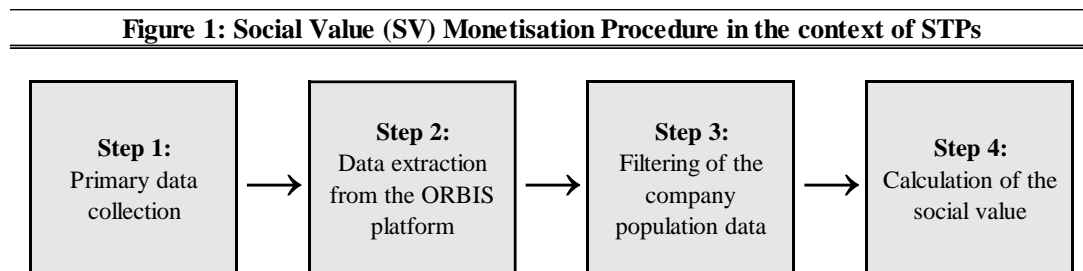 Figure 1: Social Value (SV) Monetisation Procedure in the context of STPs
Step 1:
Primary data
collection
Step 2:
Data extraction
from the ORBIS
platform
Step 3:
Filtering of the
company
population data
Step 4:
Calculation of the
social value